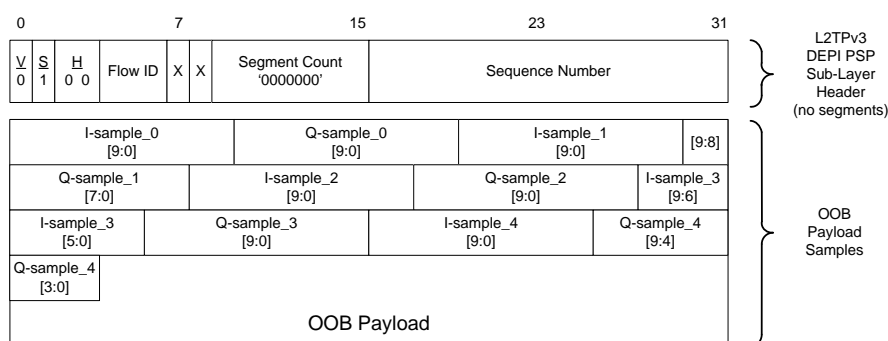 0 7 15 23 31
V S H Flow ID X X Segment Count Sequence Number
0 1 0 0 '0000000'
L2TPv3
DEPI PSP
Sub-Layer
Header
(no segments)
I-sample_0 Q-sample_0 I-sample_1 [9:8]
[9:0] [9:0] [9:0]
Q-sample_1 I-sample_2 Q-sample_2 I-sample_3
[7:0] [9:0] [9:0] [9:6]
I-sample_3 Q-sample_3 I-sample_4 Q-sample_4
[5:0] [9:0] [9:0] [9:4]
Q-sample_4
[3:0]
OOB Payload
OOB
Payload
Samples